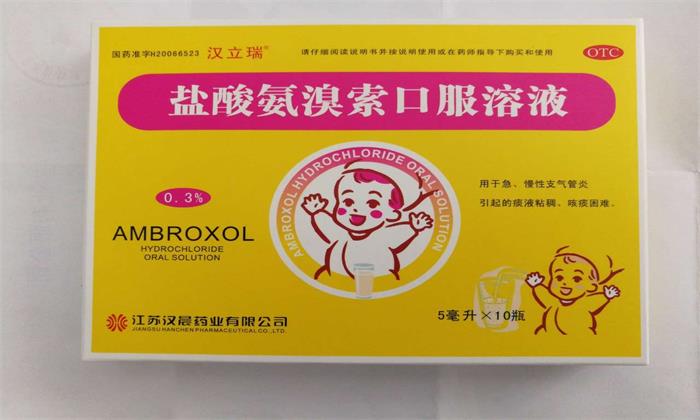 国药准字H20066523 汉立瑞® 请仔细阅读说明书并按说明使用或在药师指导下购买和使用 OTC
盐酸氨溴索口服溶液
AMBROXOL HYDROCHLORIDE ORAL SOLUTION
0.3%
AMBROXOL
HYDROCHLORIDE
ORAL SOLUTION
用于急、慢性支气管炎
引起的痰液粘稠、咳痰困难。
江苏汉晨药业有限公司
JIANGSU HANCHEN PHARMACEUTICAL CO., LTD.
5毫升×10瓶